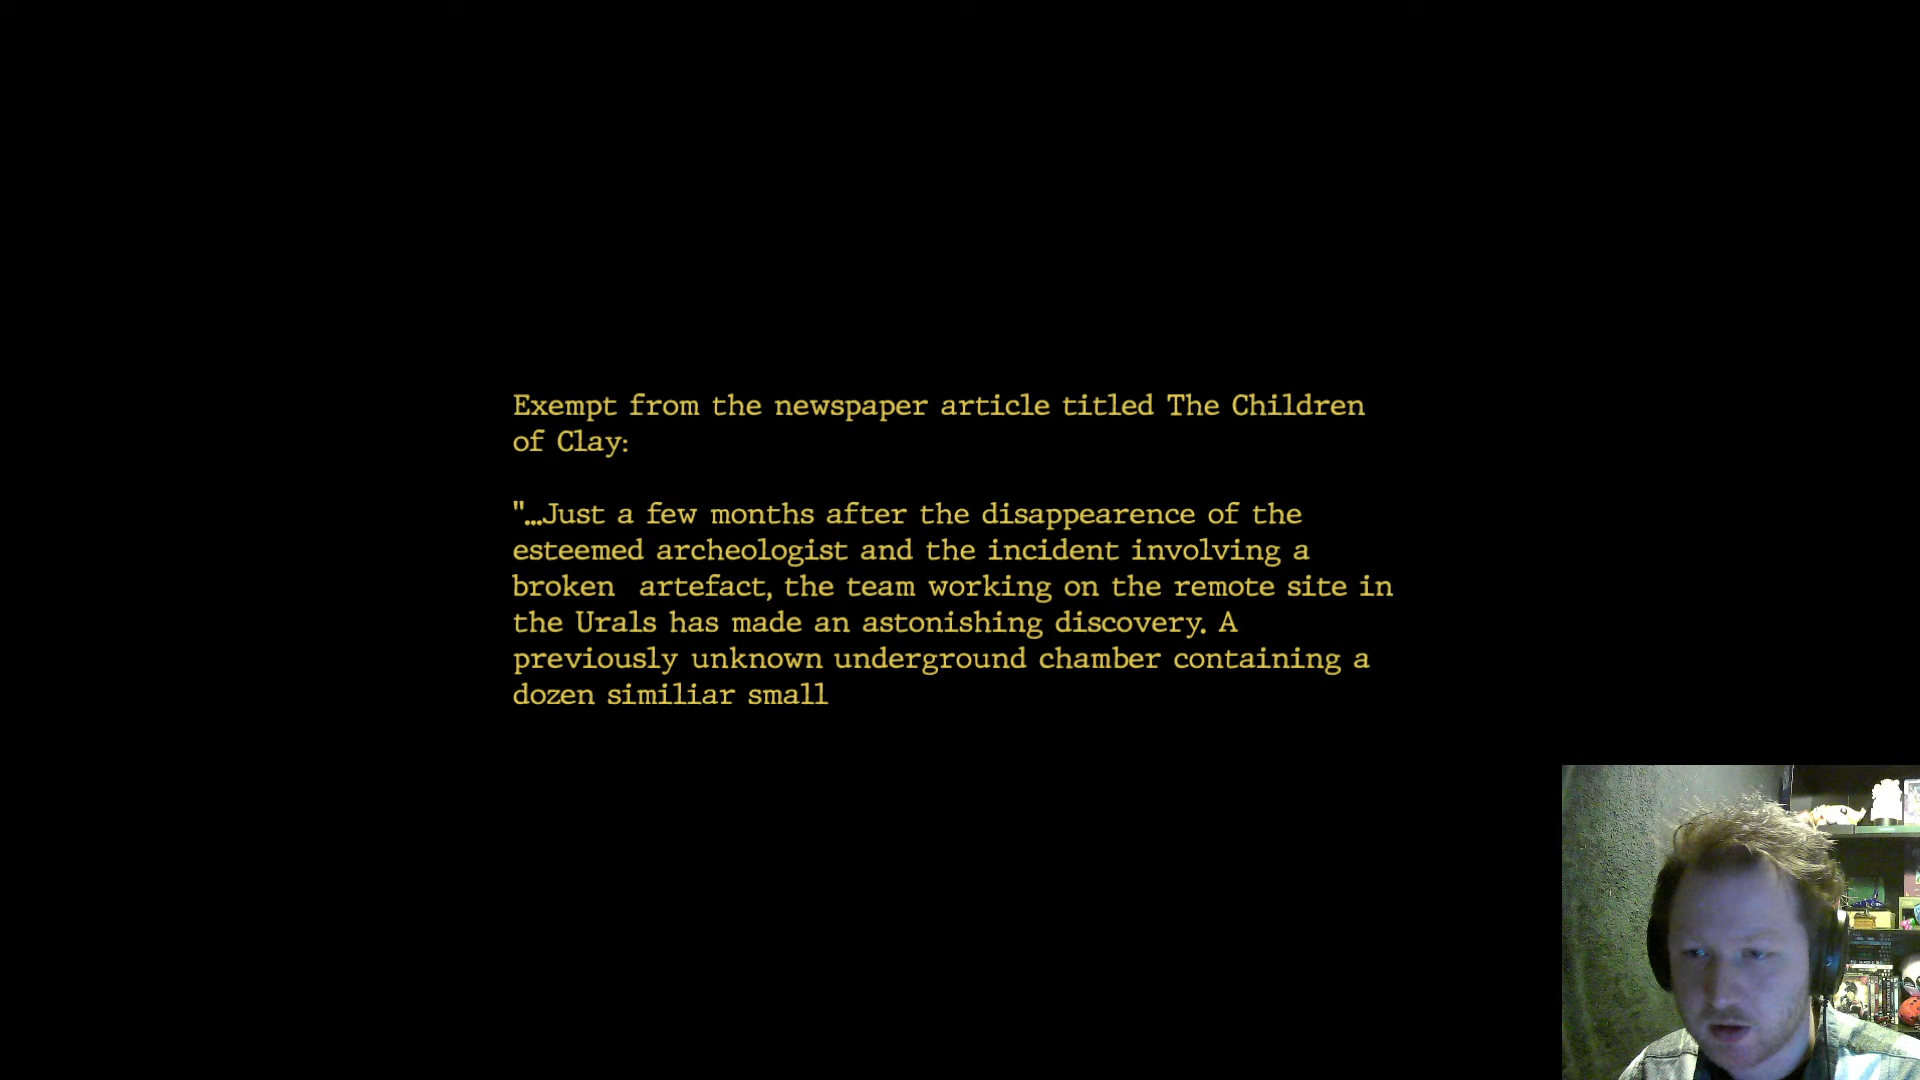 Exempt from the newspaper article titled The Children
of Clay:
"...Just a few months after the disappearence of the
esteemed archeologist and the incident involving a
broken  artefact, the team working on the remote site in
the Urals has made an astonishing discovery. A
previously unknown underground chamber containing a
dozen similiar small